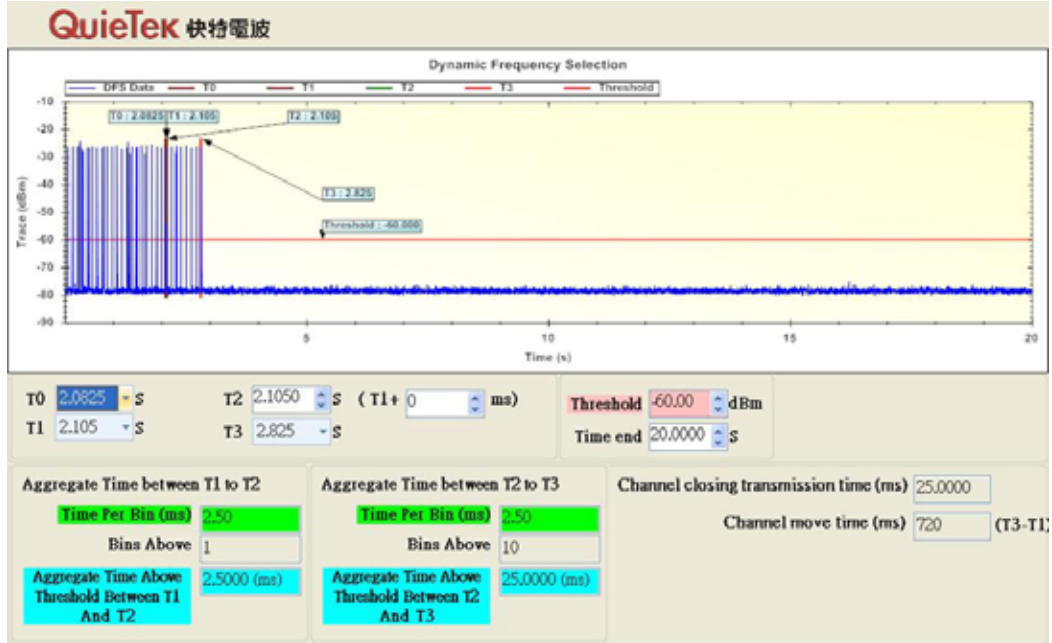 QuieTek 快特電波
Dynamic Frequency Selection
DFS Data T0 T1 T2 T3 Threshold
-10
T0 : 2.0825 T1 : 2.105 T2 : 2.105
-20
-30
-40
T3 : 2.825
-50
Threshold : -60.000
-60
-70
-80
-90
Trace (dBm)
5 10 15 20
Time (s)
T0 2.0825 S T2 2.1050 S ( T1+ 0 ms) Threshold -60.00 dBm
T1 2.105 S T3 2.825 S Time end 20.0000 S
Aggregate Time between T1 to T2
Time Per Bin (ms) 2.50
Bins Above 1
Aggregate Time Above Threshold Between T1 And T2 2.5000 (ms)
Aggregate Time between T2 to T3
Time Per Bin (ms) 2.50
Bins Above 10
Aggregate Time Above Threshold Between T2 And T3 25.0000 (ms)
Channel closing transmission time (ms) 25.0000
Channel move time (ms) 720 (T3-T1)